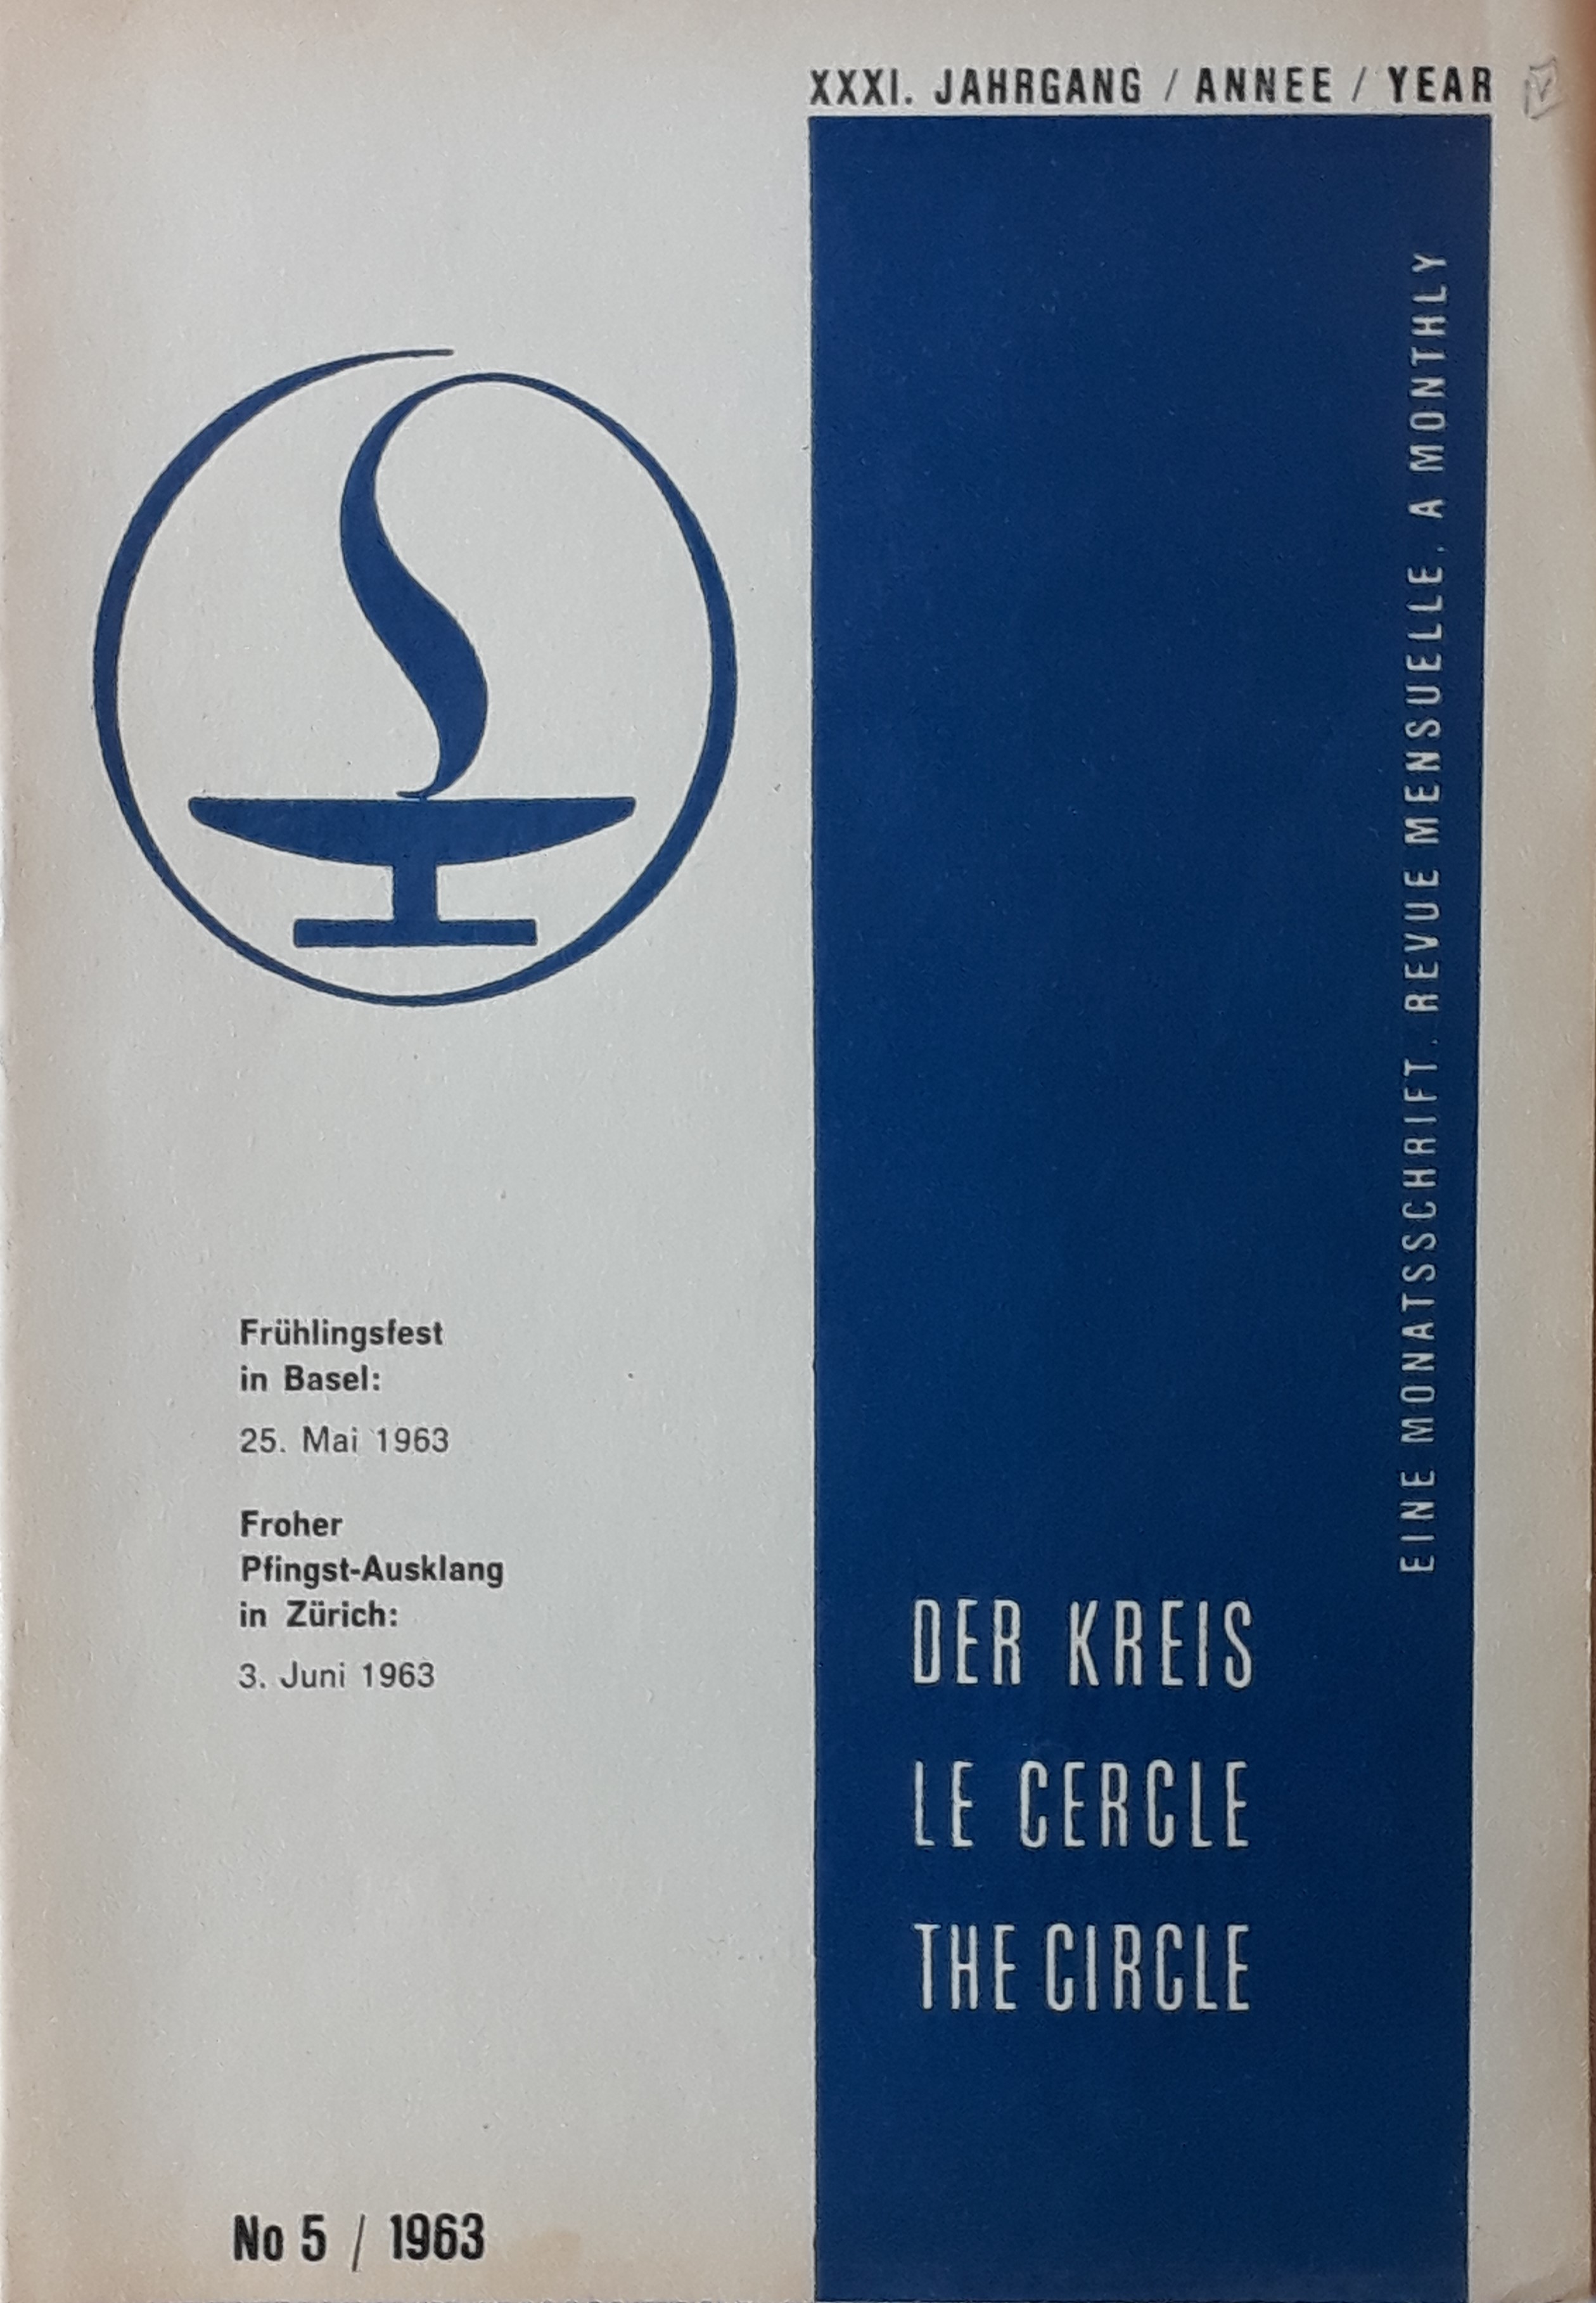 XXXI. JAHRGANG / ANNEE / YEAR
EINE MONATSSCHRIFT. REVUE MENSUELLE. A MONTHLY
Frühlingsfest
in Basel:
25. Mai 1963
Froher
Pfingst-Ausklang
in Zürich:
3. Juni 1963
DER KREIS
LE CERCLE
THE CIRCLE
No 5 / 1963